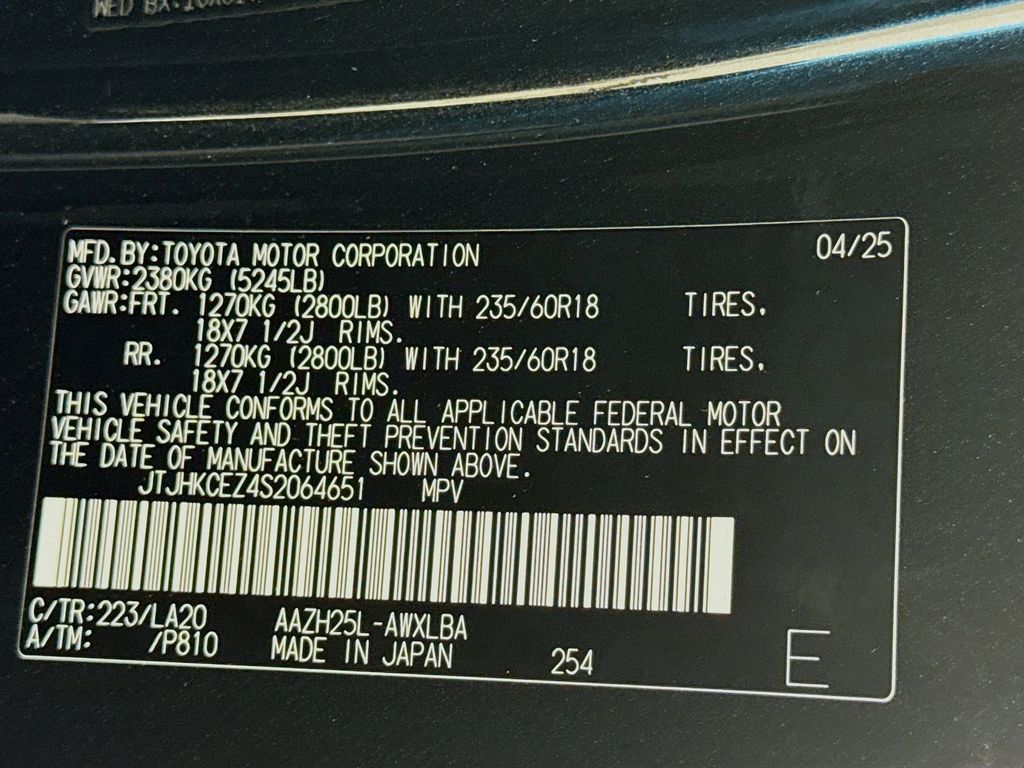 MFD.BY:TOYOTA MOTOR CORPORATION 04/25
GVWR:2380KG (5245LB)
GAWR:FRT. 1270KG (2800LB) WITH 235/60R18 TIRES.
18X7 1/2J RIMS.
RR. 1270KG (2800LB) WITH 235/60R18 TIRES.
18X7 1/2J RIMS.
THIS VEHICLE CONFORMS TO ALL APPLICABLE FEDERAL MOTOR
VEHICLE SAFETY AND THEFT PREVENTION STANDARDS IN EFFECT ON
THE DATE OF MANUFACTURE SHOWN ABOVE.
JTJHKCEZ4S2064651 MPV
C/TR:223/LA20 AAZH25L-AWXLBA
A/TM: /P810 MADE IN JAPAN 254 E